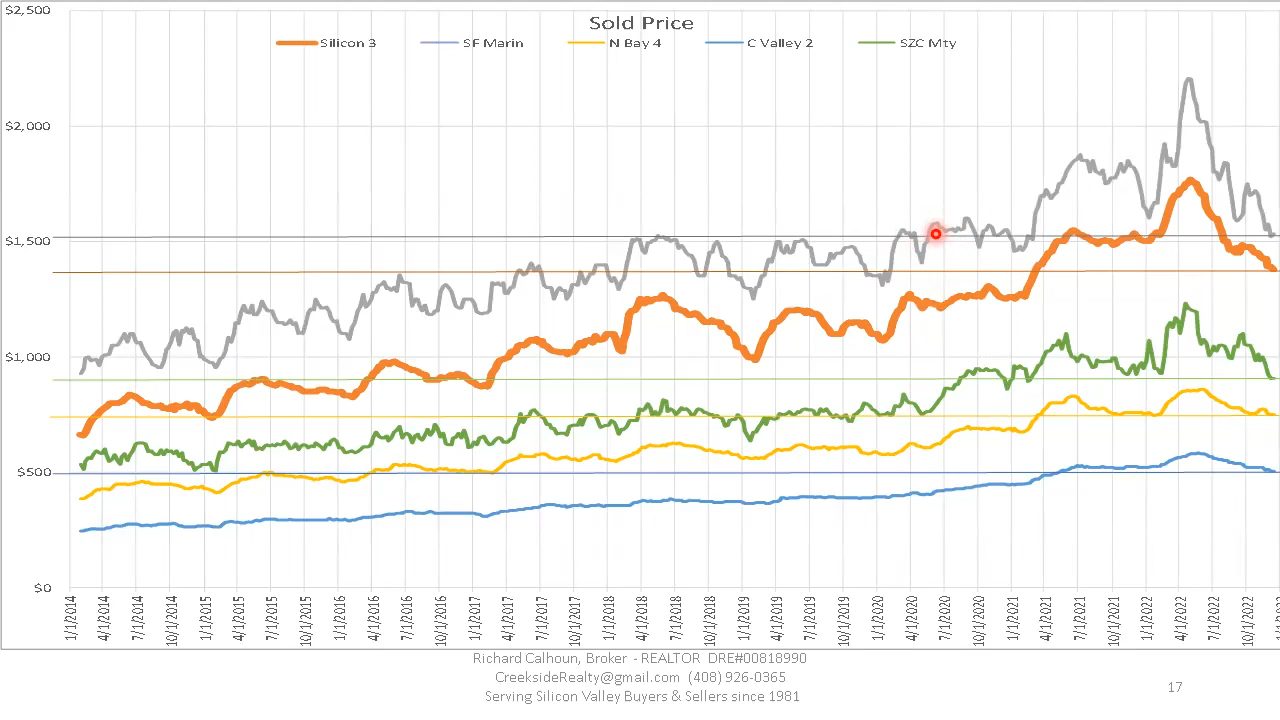 Sold Price
Silicon 3 SF Marin N Bay 4 C Valley 2 SZC Mty
$2,500
$2,000
$1,500
$1,000
$500
$0
1/1/2014 4/1/2014 7/1/2014 10/1/2014 1/1/2015 4/1/2015 7/1/2015 10/1/2015 1/1/2016 4/1/2016 7/1/2016 10/1/2016 1/1/2017 4/1/2017 7/1/2017 10/1/2017 1/1/2018 4/1/2018 7/1/2018 10/1/2018 1/1/2019 4/1/2019 7/1/2019 10/1/2019 1/1/2020 4/1/2020 7/1/2020 10/1/2020 1/1/2021 4/1/2021 7/1/2021 10/1/2021 1/1/2022 4/1/2022 7/1/2022 10/1/2022
Richard Calhoun, Broker - REALTOR DRE#00818990
CreeksideRealty@gmail.com (408) 926-0365
Serving Silicon Valley Buyers & Sellers since 1981
17